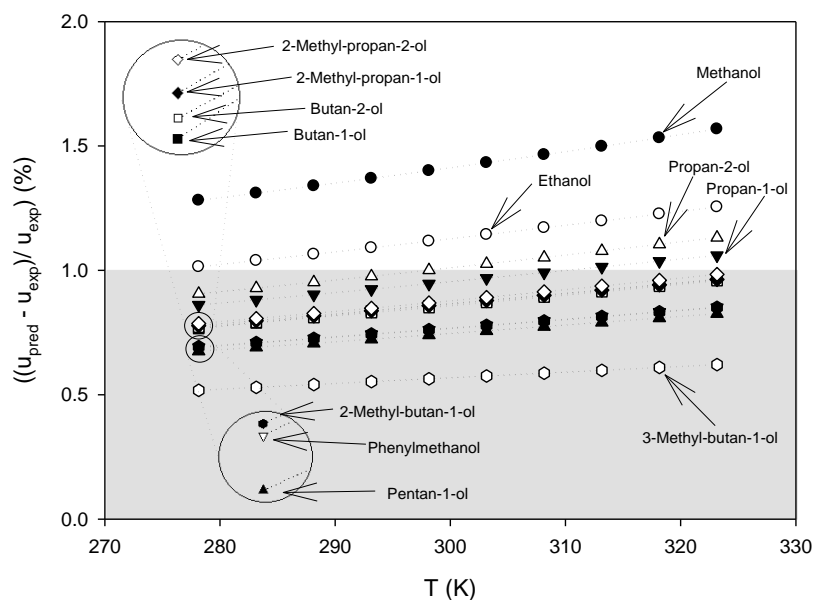 ((u_pred - u_exp)/ u_exp) (%)
2.0
1.5
1.0
0.5
0.0
2-Methyl-propan-2-ol
2-Methyl-propan-1-ol
Butan-2-ol
Butan-1-ol
Methanol
Ethanol
Propan-2-ol
Propan-1-ol
2-Methyl-butan-1-ol
Phenylmethanol
Pentan-1-ol
3-Methyl-butan-1-ol
270 280 290 300 310 320 330
T (K)